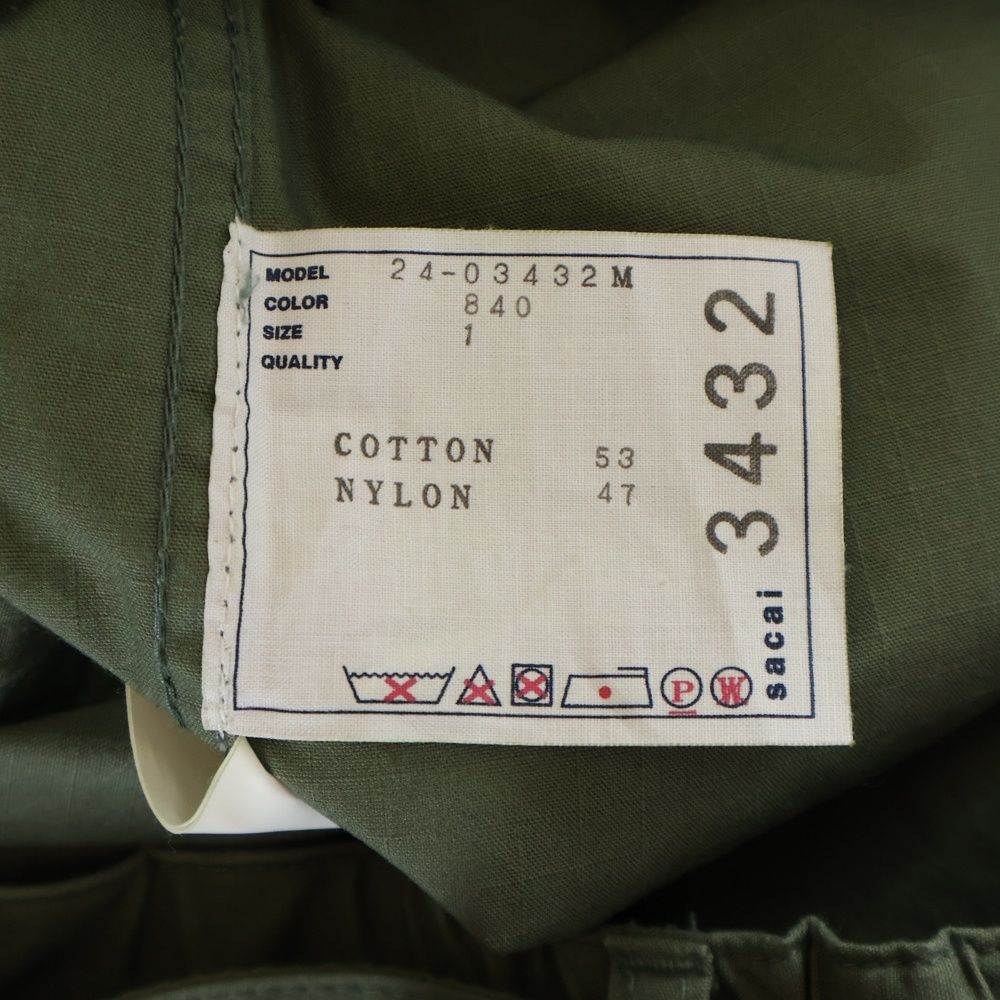 MODEL 24-03432M
COLOR 840
SIZE 1
QUALITY
COTTON 53
NYLON 47
P W
sacai 3432